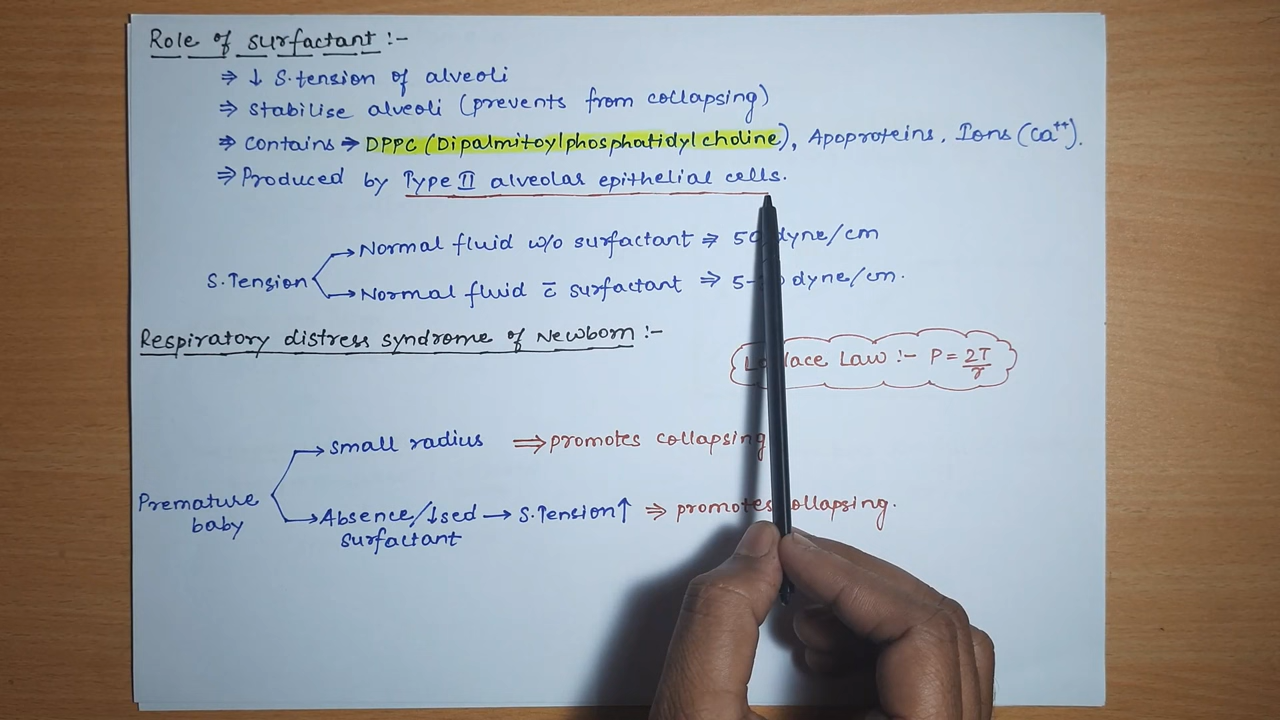 Role of surfactant :-
⇒ ↓ S.tension of alveoli
⇒ Stabilise alveoli (prevents from collapsing)
⇒ Contains → DPPC (Dipalmitoylphosphatidylcholine), Apoproteins, Ions (Ca⁺⁺).
⇒ Produced by Type II alveolar epithelial cells.
Normal fluid w/o surfactant ⇒ dyne/cm
S.Tension
Normal fluid c̄ surfactant ⇒ dyne/cm.
Respiratory distress syndrome of Newborn :-
Law :- P = 2T/r
small radius ⇒ promotes collapsing
Premature baby
Absence/↓sed → S.Tension↑ ⇒ promotes collapsing.
surfactant